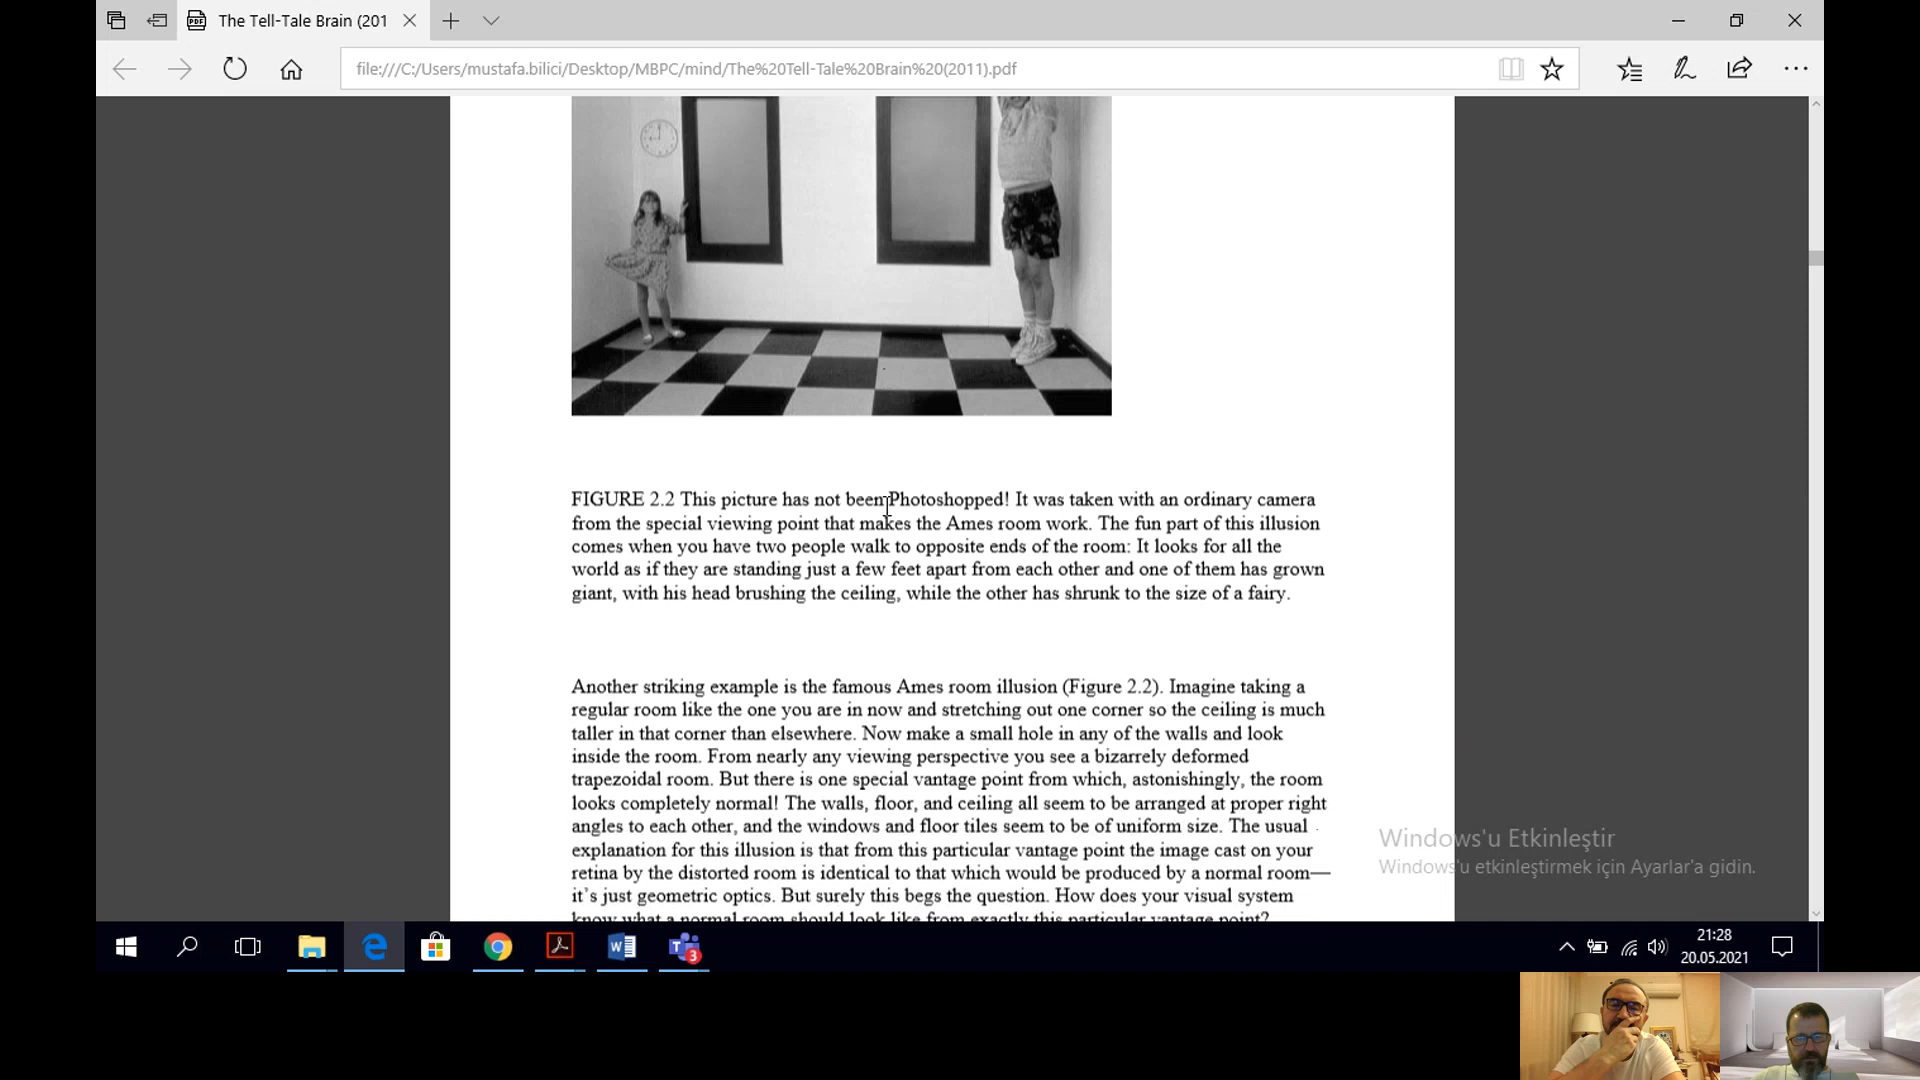 The Tell-Tale Brain (201
file:///C:/Users/mustafa.bilici/Desktop/MBPC/mind/The%20Tell-Tale%20Brain%20(2011).pdf
FIGURE 2.2 This picture has not been Photoshopped! It was taken with an ordinary camera
from the special viewing point that makes the Ames room work. The fun part of this illusion
comes when you have two people walk to opposite ends of the room: It looks for all the
world as if they are standing just a few feet apart from each other and one of them has grown
giant, with his head brushing the ceiling, while the other has shrunk to the size of a fairy.
Another striking example is the famous Ames room illusion (Figure 2.2). Imagine taking a
regular room like the one you are in now and stretching out one corner so the ceiling is much
taller in that corner than elsewhere. Now make a small hole in any of the walls and look
inside the room. From nearly any viewing perspective you see a bizarrely deformed
trapezoidal room. But there is one special vantage point from which, astonishingly, the room
looks completely normal! The walls, floor, and ceiling all seem to be arranged at proper right
angles to each other, and the windows and floor tiles seem to be of uniform size. The usual
explanation for this illusion is that from this particular vantage point the image cast on your
retina by the distorted room is identical to that which would be produced by a normal room—
it's just geometric optics. But surely this begs the question. How does your visual system
know what a normal room should look like from exactly this particular vantage point?
Windows'u Etkinleştir
Windows'u etkinleştirmek için Ayarlar'a gidin.
3
21:28
20.05.2021